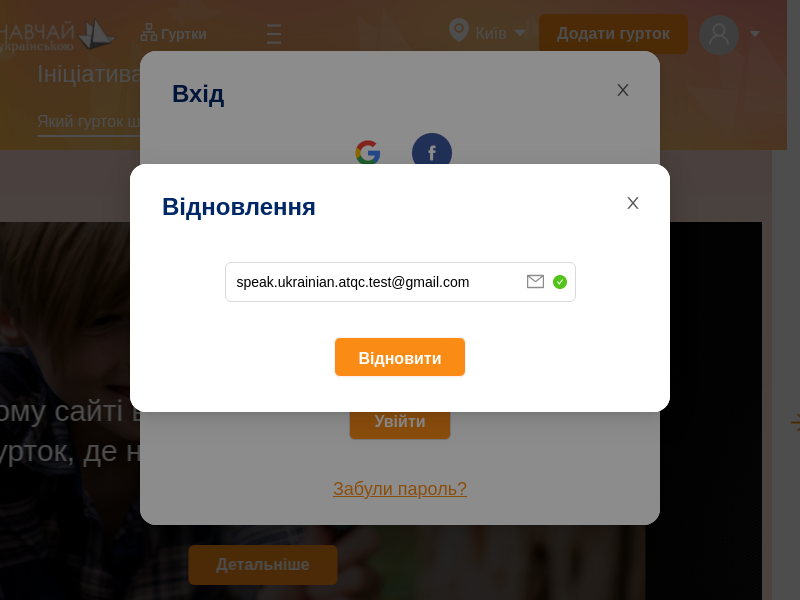 НАВЧАЙ
українською
Гуртки
Київ
Додати гурток
Ініціатива
Який гурток ш
Вхід
Відновлення
speak.ukrainian.atqc.test@gmail.com
Відновити
ому сайті
Увійти
урток, де н
Забули пароль?
Детальніше